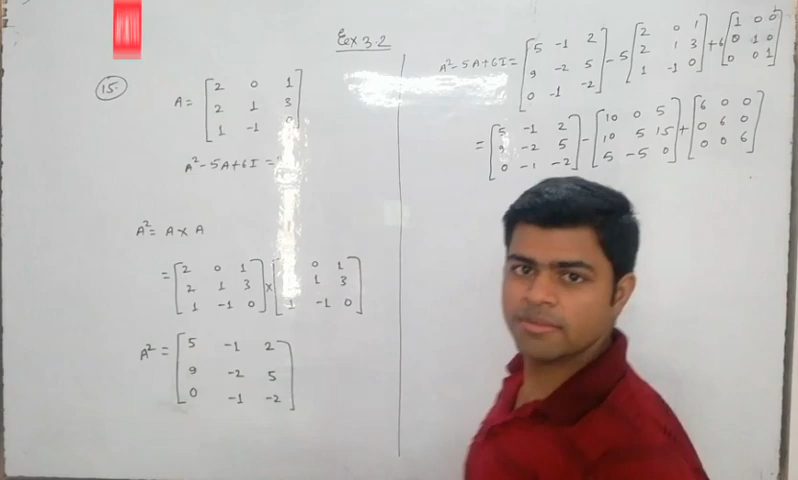 Ex 3.2
15.
A = [ 2 0 1
2 1 3
1 -1
A² - 5A + 6I =
A² = A × A
= [ 2 0 1 ] × [ 0 1 ]
2 1 3 1 3
1 -1 0 1 -1 0
A² = [ 5 -1 2 ]
9 -2 5
0 -1 -2
A² - 5A + 6I = [ 5 -1 2 ] - 5 [ 2 0 1 ] + 6 [ 1 0 0 ]
9 -2 5 2 1 3 0 1 0
0 -1 -2 1 -1 0 0 0 1
= [ 5 -1 2 ] - [ 10 0 5 ] + [ 6 0 0 ]
9 -2 5 10 5 15 0 6 0
0 -1 -2 5 -5 0 0 0 6